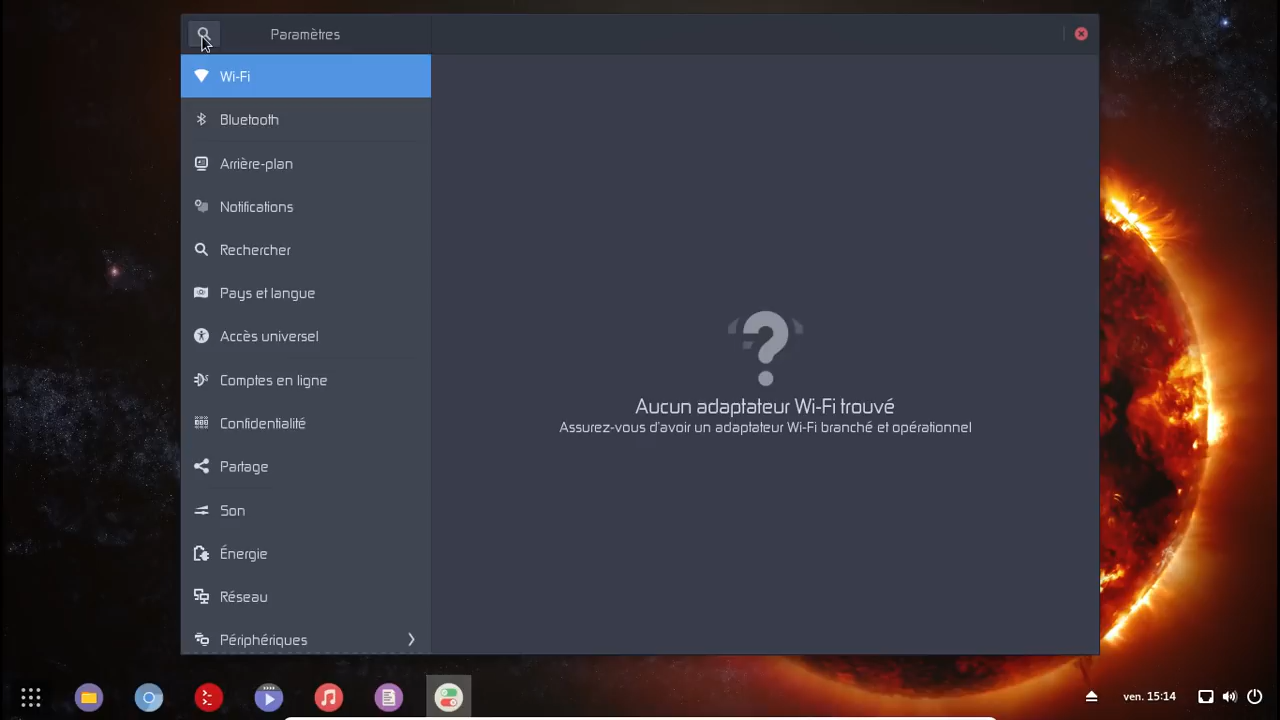 Paramètres
Wi-Fi
Bluetooth
Arrière-plan
Notifications
Rechercher
Pays et langue
Accès universel
Comptes en ligne
Confidentialité
Partage
Son
Énergie
Réseau
Périphériques
Aucun adaptateur Wi-Fi trouvé
Assurez-vous d'avoir un adaptateur Wi-Fi branché et opérationnel
ven. 15:14